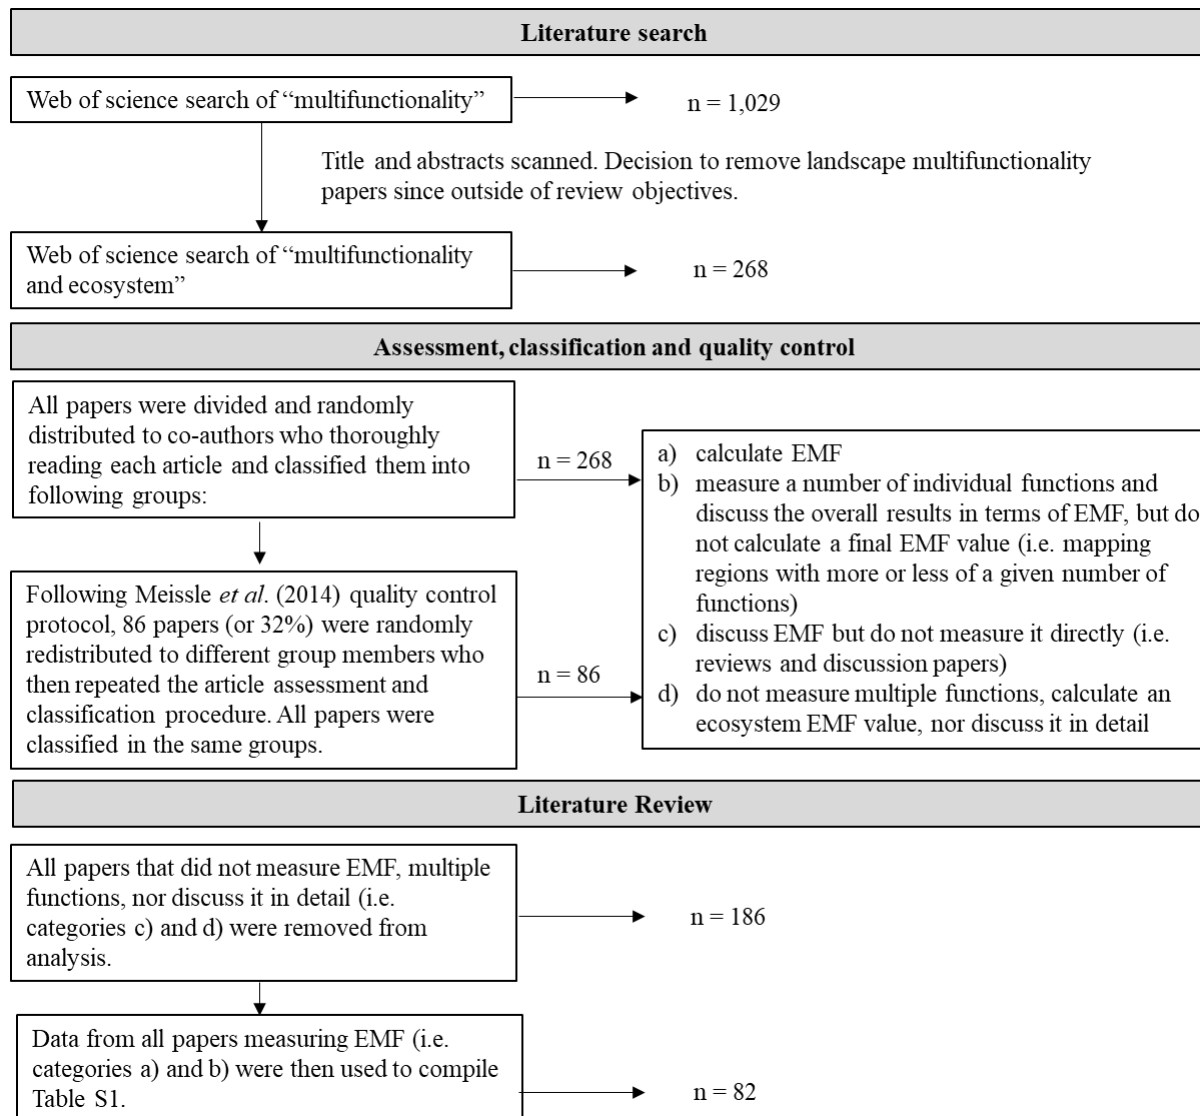 Literature search
Web of science search of “multifunctionality”
n = 1,029
Title and abstracts scanned. Decision to remove landscape multifunctionality
papers since outside of review objectives.
Web of science search of “multifunctionality
and ecosystem”
n = 268
Assessment, classification and quality control
All papers were divided and randomly
distributed to co-authors who thoroughly
reading each article and classified them into
following groups:
n = 268
a) calculate EMF
b) measure a number of individual functions and
discuss the overall results in terms of EMF, but do
not calculate a final EMF value (i.e. mapping
regions with more or less of a given number of
functions)
c) discuss EMF but do not measure it directly (i.e.
reviews and discussion papers)
d) do not measure multiple functions, calculate an
ecosystem EMF value, nor discuss it in detail
Following Meissle et al. (2014) quality control
protocol, 86 papers (or 32%) were randomly
redistributed to different group members who
then repeated the article assessment and
classification procedure. All papers were
classified in the same groups.
n = 86
Literature Review
All papers that did not measure EMF, multiple
functions, nor discuss it in detail (i.e.
categories c) and d) were removed from
analysis.
n = 186
Data from all papers measuring EMF (i.e.
categories a) and b) were then used to compile
Table S1.
n = 82